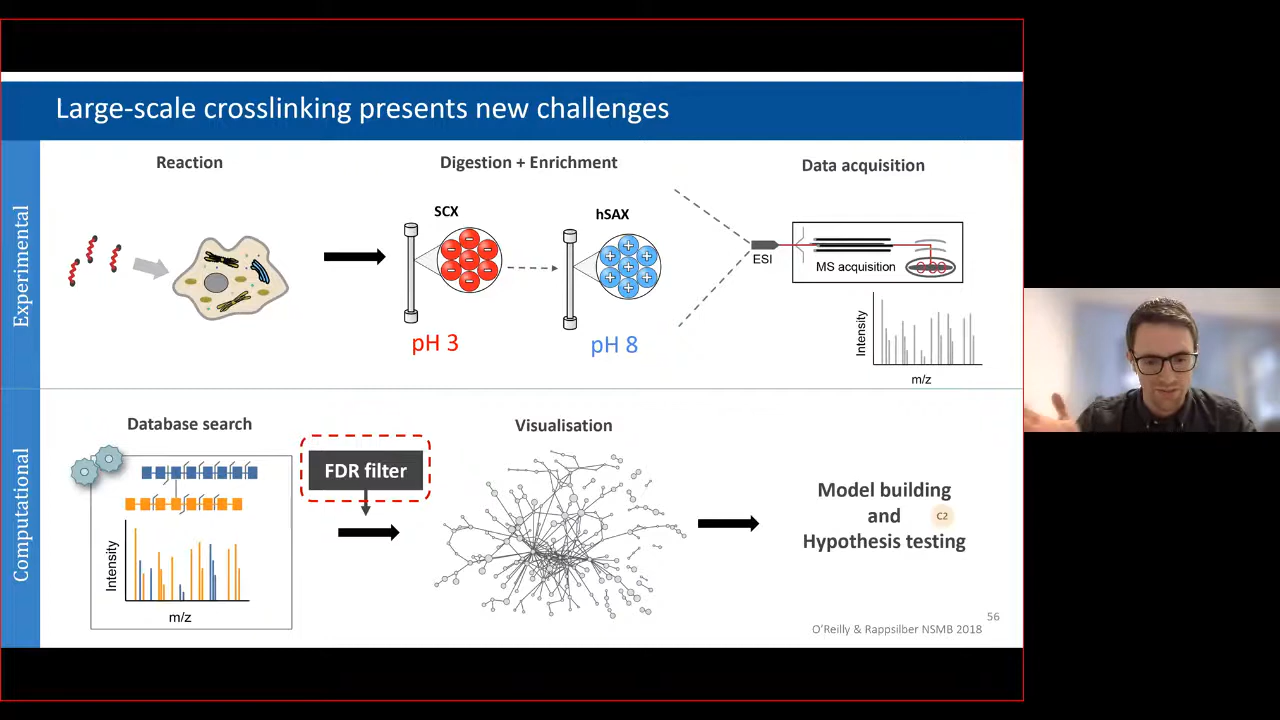 Large-scale crosslinking presents new challenges
Experimental
Reaction
Digestion + Enrichment
Data acquisition
SCX
hSAX
pH 3
pH 8
ESI
MS acquisition
Intensity
m/z
Computational
Database search
FDR filter
Visualisation
Intensity
m/z
Model building
and
Hypothesis testing
C2
56
O'Reilly & Rappsilber NSMB 2018